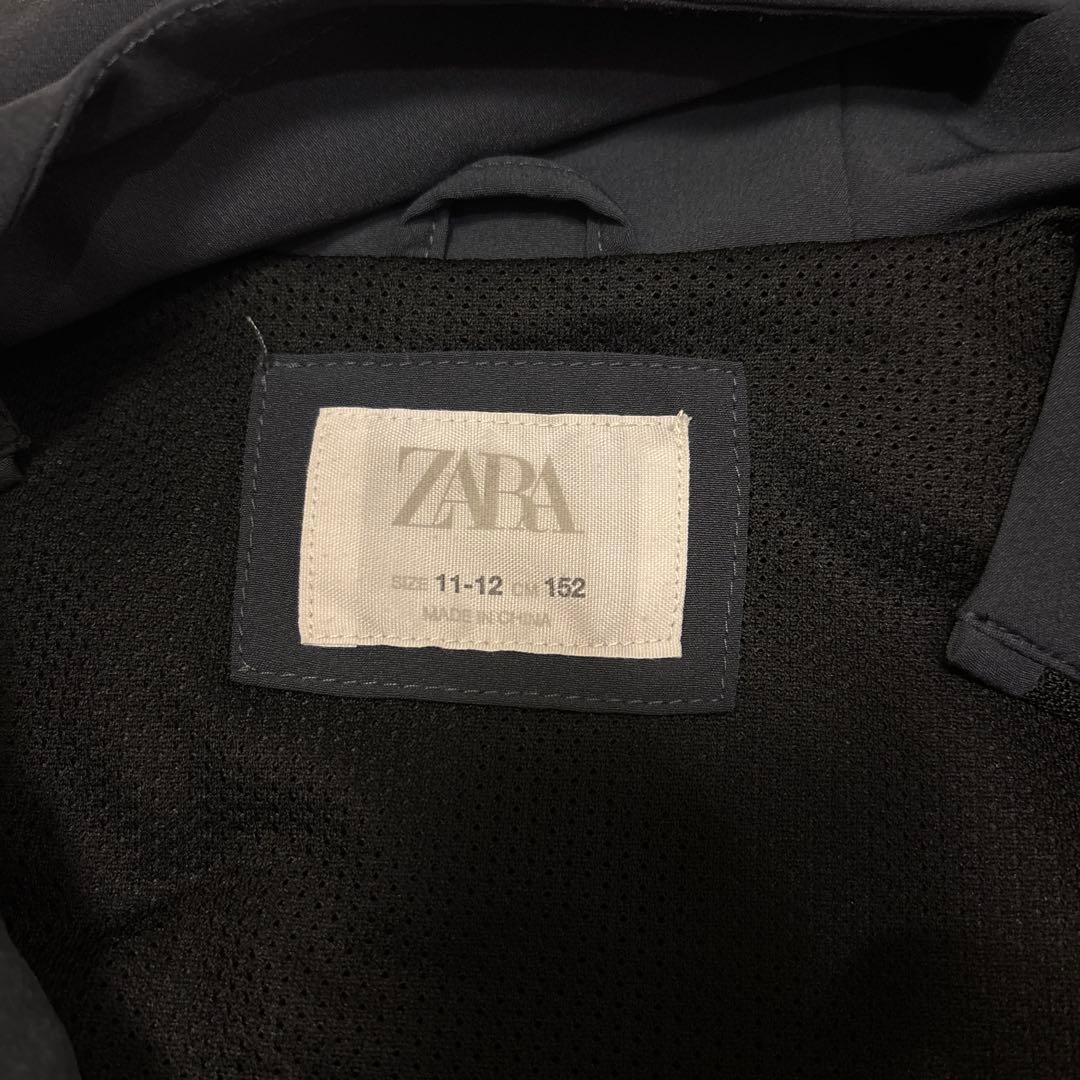 ZARA
SIZE 11-12 CM 152
MADE IN CHINA